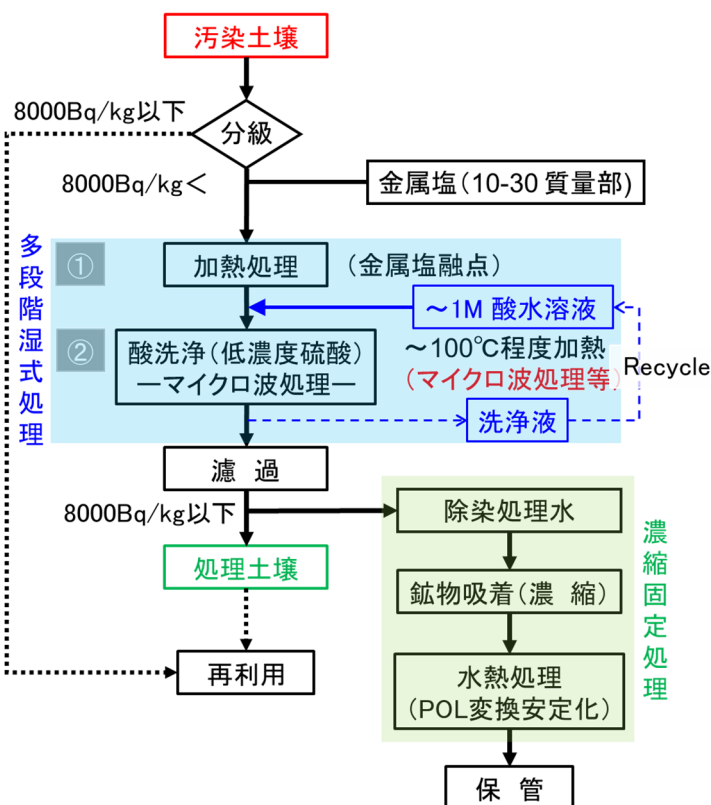 汚染土壌
8000Bq/kg以下
分級
8000Bq/kg＜
金属塩（10-30 質量部)
多段階湿式処理
①
加熱処理
（金属塩融点）
～1M 酸水溶液
②
酸洗浄（低濃度硫酸）
―マイクロ波処理―
～100℃程度加熱
（マイクロ波処理等）
Recycle
洗浄液
濾　過
8000Bq/kg以下
除染処理水
処理土壌
鉱物吸着（濃　縮）
濃縮固定処理
再利用
水熱処理
（POL変換安定化）
保　管